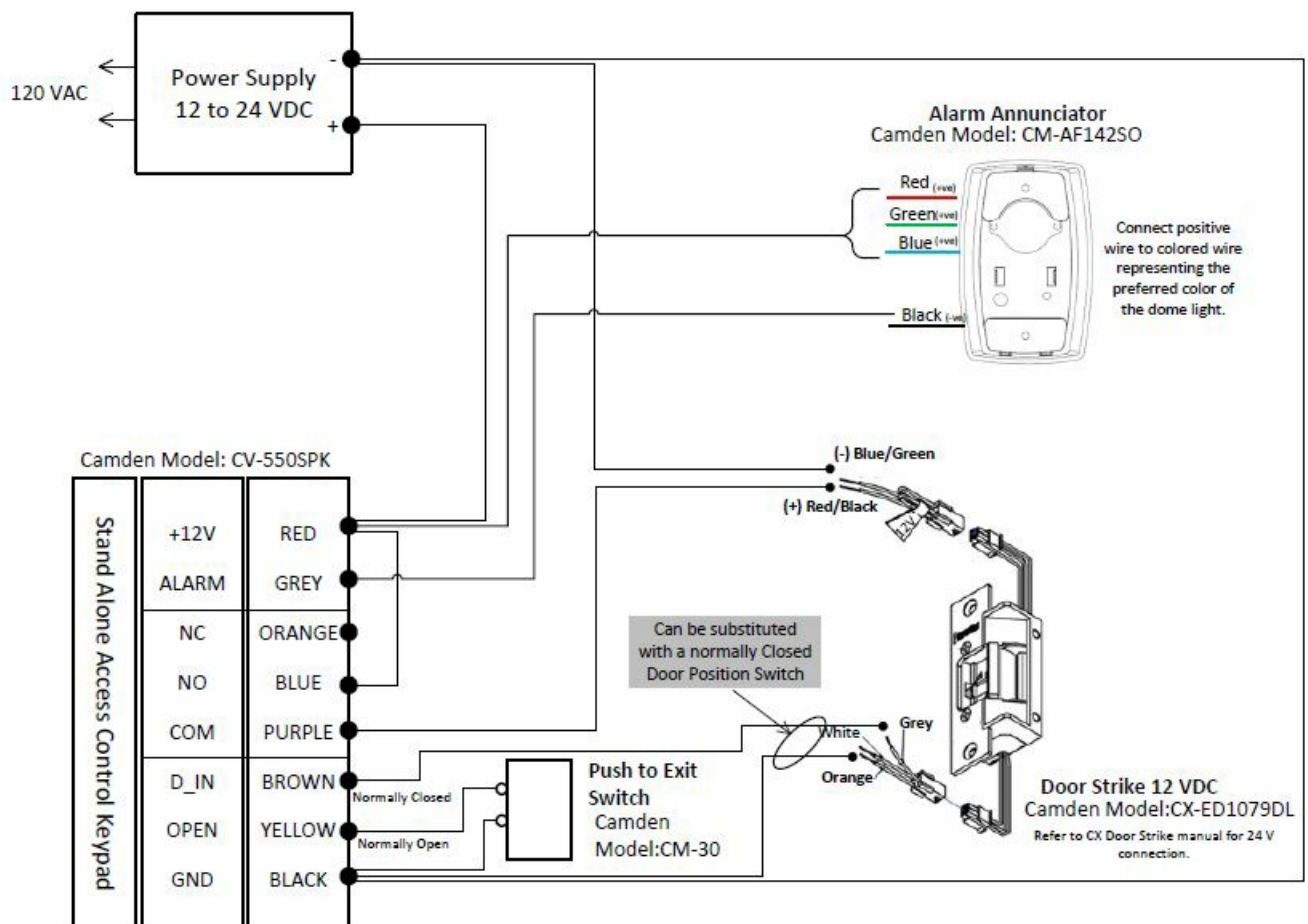 120 VAC
Power Supply
12 to 24 VDC
-
+
Alarm Annunciator
Camden Model: CM-AF142SO
Red (+ve)
Green(+ve)
Blue (+ve)
Black (-ve)
Connect positive
wire to colored wire
representing the
preferred color of
the dome light.
Camden Model: CV-550SPK
Stand Alone Access Control Keypad
+12V RED
ALARM GREY
NC ORANGE
NO BLUE
COM PURPLE
D_IN BROWN
OPEN YELLOW
GND BLACK
Normally Closed
Normally Open
(-) Blue/Green
(+) Red/Black
12V
Can be substituted
with a normally Closed
Door Position Switch
White
Grey
Orange
Push to Exit
Switch
Camden
Model:CM-30
Door Strike 12 VDC
Camden Model:CX-ED1079DL
Refer to CX Door Strike manual for 24 V
connection.